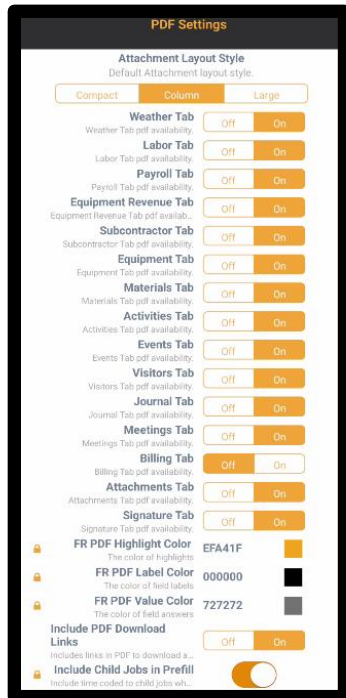 PDF Settings
Attachment Layout Style
Default Attachment layout style.
Compact Column Large
Weather Tab
Weather Tab pdf availability.
Off On
Labor Tab
Labor Tab pdf availability.
Off On
Payroll Tab
Payroll Tab pdf availability.
Off On
Equipment Revenue Tab
Equipment Revenue Tab pdf availab...
Off On
Subcontractor Tab
Subcontractor Tab pdf availability.
Off On
Equipment Tab
Equipment Tab pdf availability.
Off On
Materials Tab
Materials Tab pdf availability.
Off On
Activities Tab
Activities Tab pdf availability.
Off On
Events Tab
Events Tab pdf availability.
Off On
Visitors Tab
Visitors Tab pdf availability.
Off On
Journal Tab
Journal Tab pdf availability.
Off On
Meetings Tab
Meetings Tab pdf availability.
Off On
Billing Tab
Billing Tab pdf availability.
Off On
Attachments Tab
Attachments Tab pdf availability.
Off On
Signature Tab
Signature Tab pdf availability.
Off On
FR PDF Highlight Color
The color of highlights
EFA41F
FR PDF Label Color
The color of field labels
000000
FR PDF Value Color
The color of field answers
727272
Include PDF Download
Links
Includes links in PDF to download a...
Off On
Include Child Jobs in Prefill
Include time coded to child jobs wh...